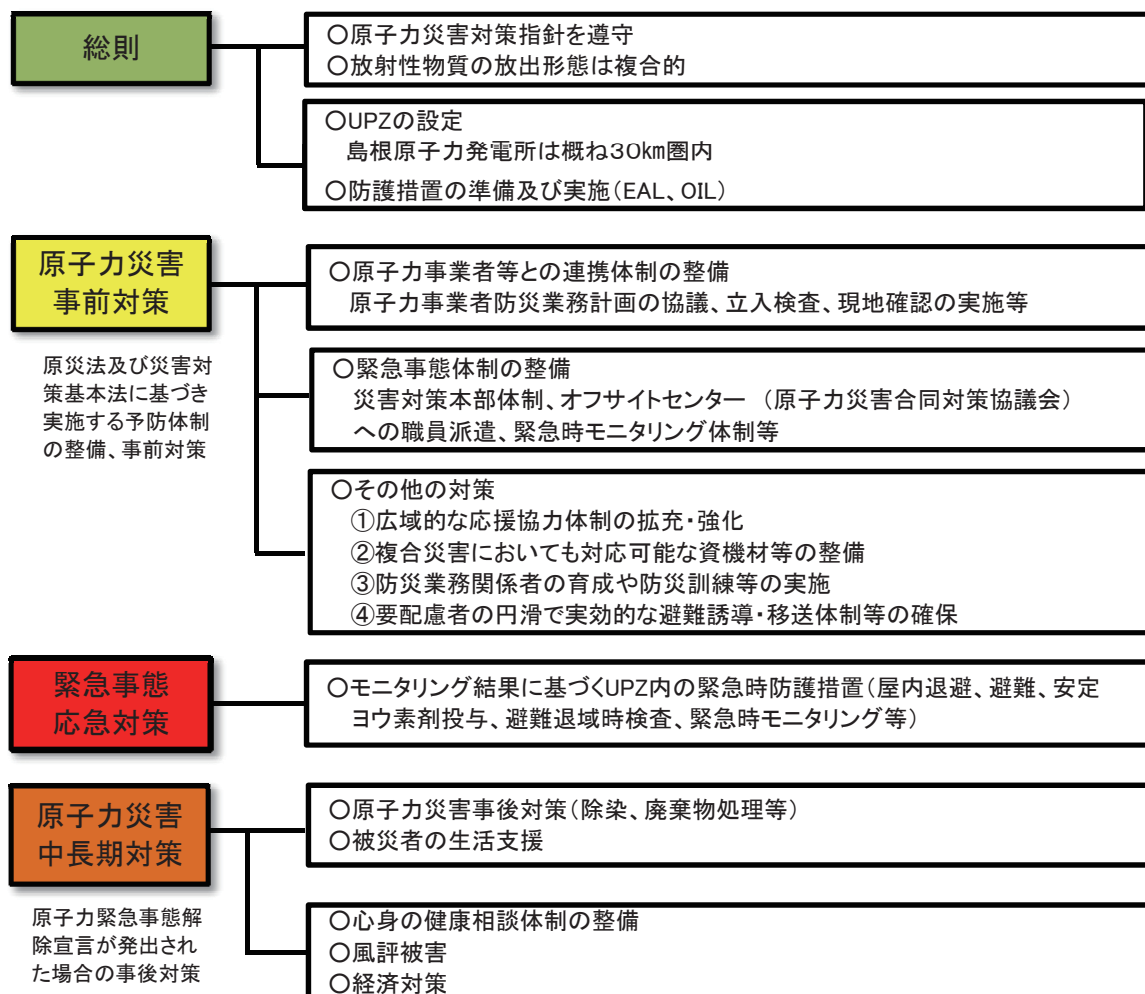 総則
○原子力災害対策指針を遵守
○放射性物質の放出形態は複合的
○UPZの設定
島根原子力発電所は概ね30㎞圏内
○防護措置の準備及び実施(EAL、OIL)
原子力災害
事前対策
原災法及び災害対
策基本法に基づき
実施する予防体制
の整備、事前対策
○原子力事業者等との連携体制の整備
原子力事業者防災業務計画の協議、立入検査、現地確認の実施等
○緊急事態体制の整備
災害対策本部体制、オフサイトセンター (原子力災害合同対策協議会)
への職員派遣、緊急時モニタリング体制等
○その他の対策
①広域的な応援協力体制の拡充・強化
②複合災害においても対応可能な資機材等の整備
③防災業務関係者の育成や防災訓練等の実施
④要配慮者の円滑で実効的な避難誘導・移送体制等の確保
緊急事態
応急対策
○モニタリング結果に基づくUPZ内の緊急時防護措置(屋内退避、避難、安定
ヨウ素剤投与、避難退域時検査、緊急時モニタリング等)
原子力災害
中長期対策
原子力緊急事態解
除宣言が発出され
た場合の事後対策
○原子力災害事後対策(除染、廃棄物処理等)
○被災者の生活支援
○心身の健康相談体制の整備
○風評被害
○経済対策